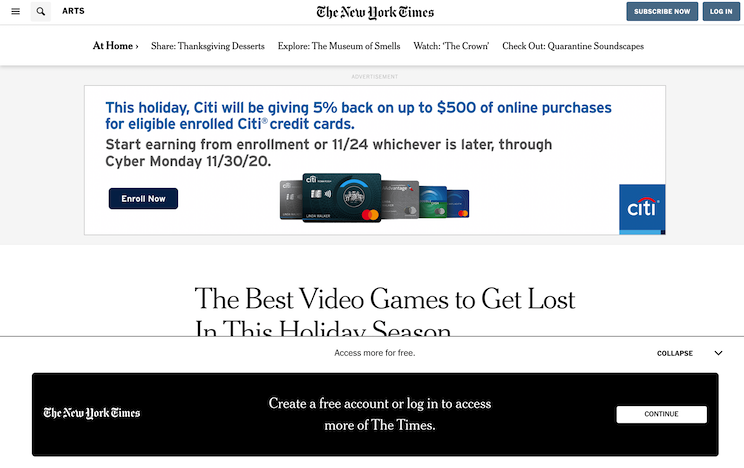 ARTS
The New York Times
SUBSCRIBE NOW
LOG IN
At Home ›
Share: Thanksgiving Desserts
Explore: The Museum of Smells
Watch: 'The Crown'
Check Out: Quarantine Soundscapes
ADVERTISEMENT
This holiday, Citi will be giving 5% back on up to $500 of online purchases
for eligible enrolled Citi® credit cards.
Start earning from enrollment or 11/24 whichever is later, through
Cyber Monday 11/30/20.
Enroll Now
citi
LINDA WALKER
citi
The Best Video Games to Get Lost
In This Holiday Season
Access more for free.
COLLAPSE
The New York Times
Create a free account or log in to access
more of The Times.
CONTINUE